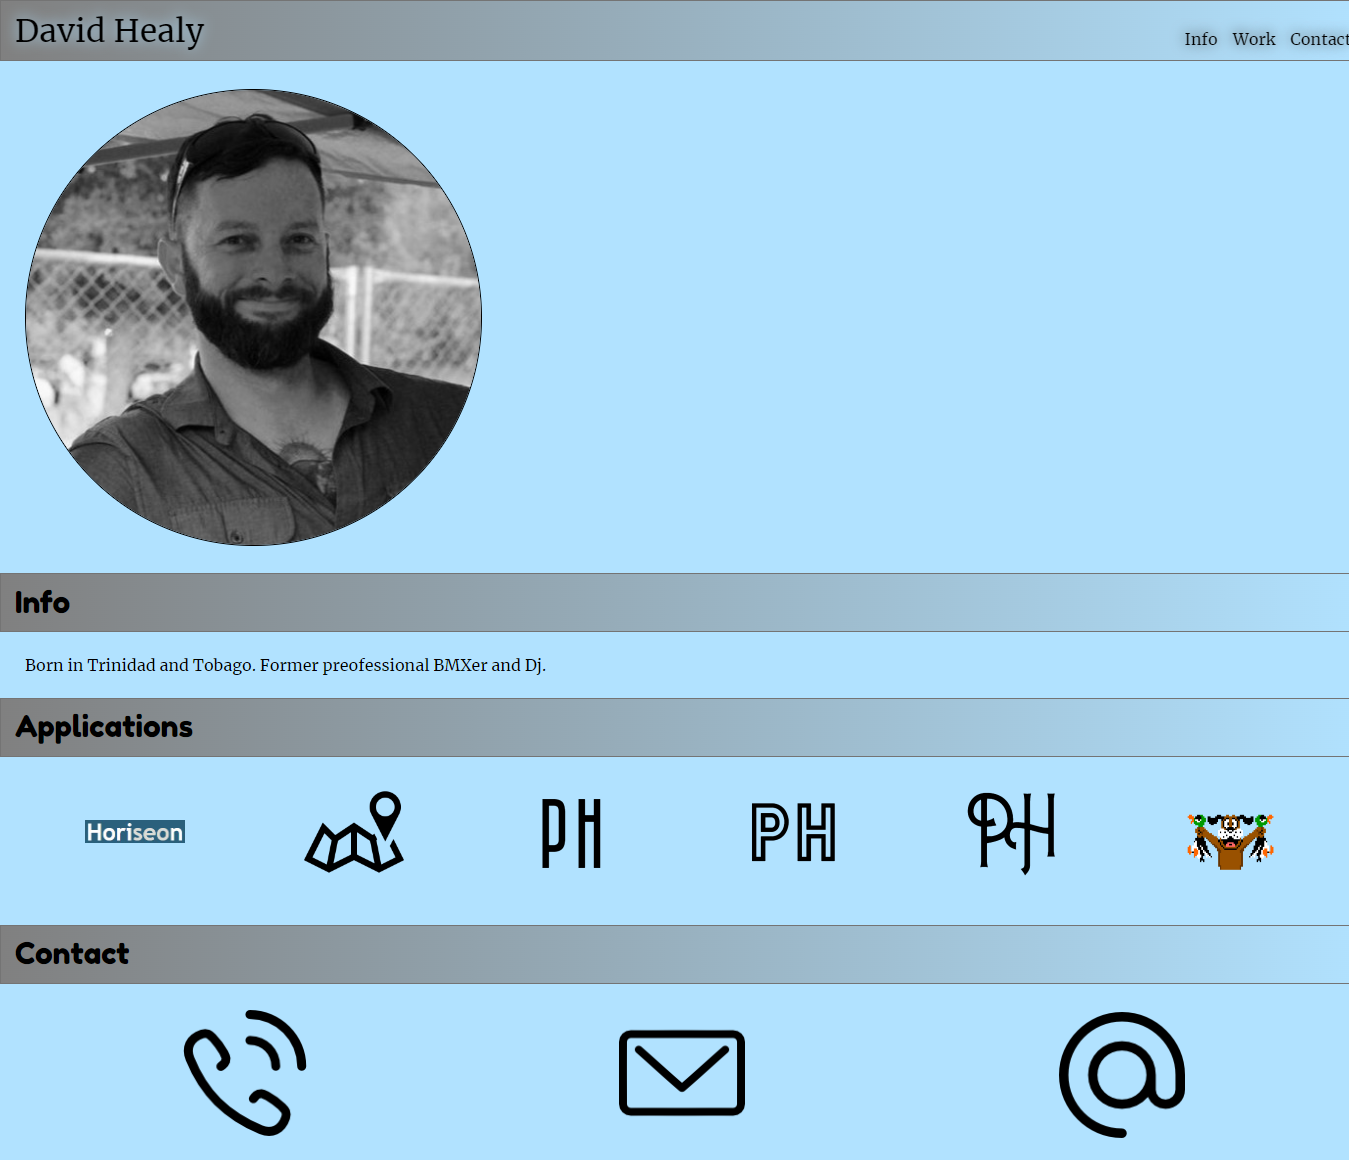 David Healy
Info Work Contact
Info
Born in Trinidad and Tobago. Former preofessional BMXer and Dj.
Applications
Horiseon PH PH PH
Contact